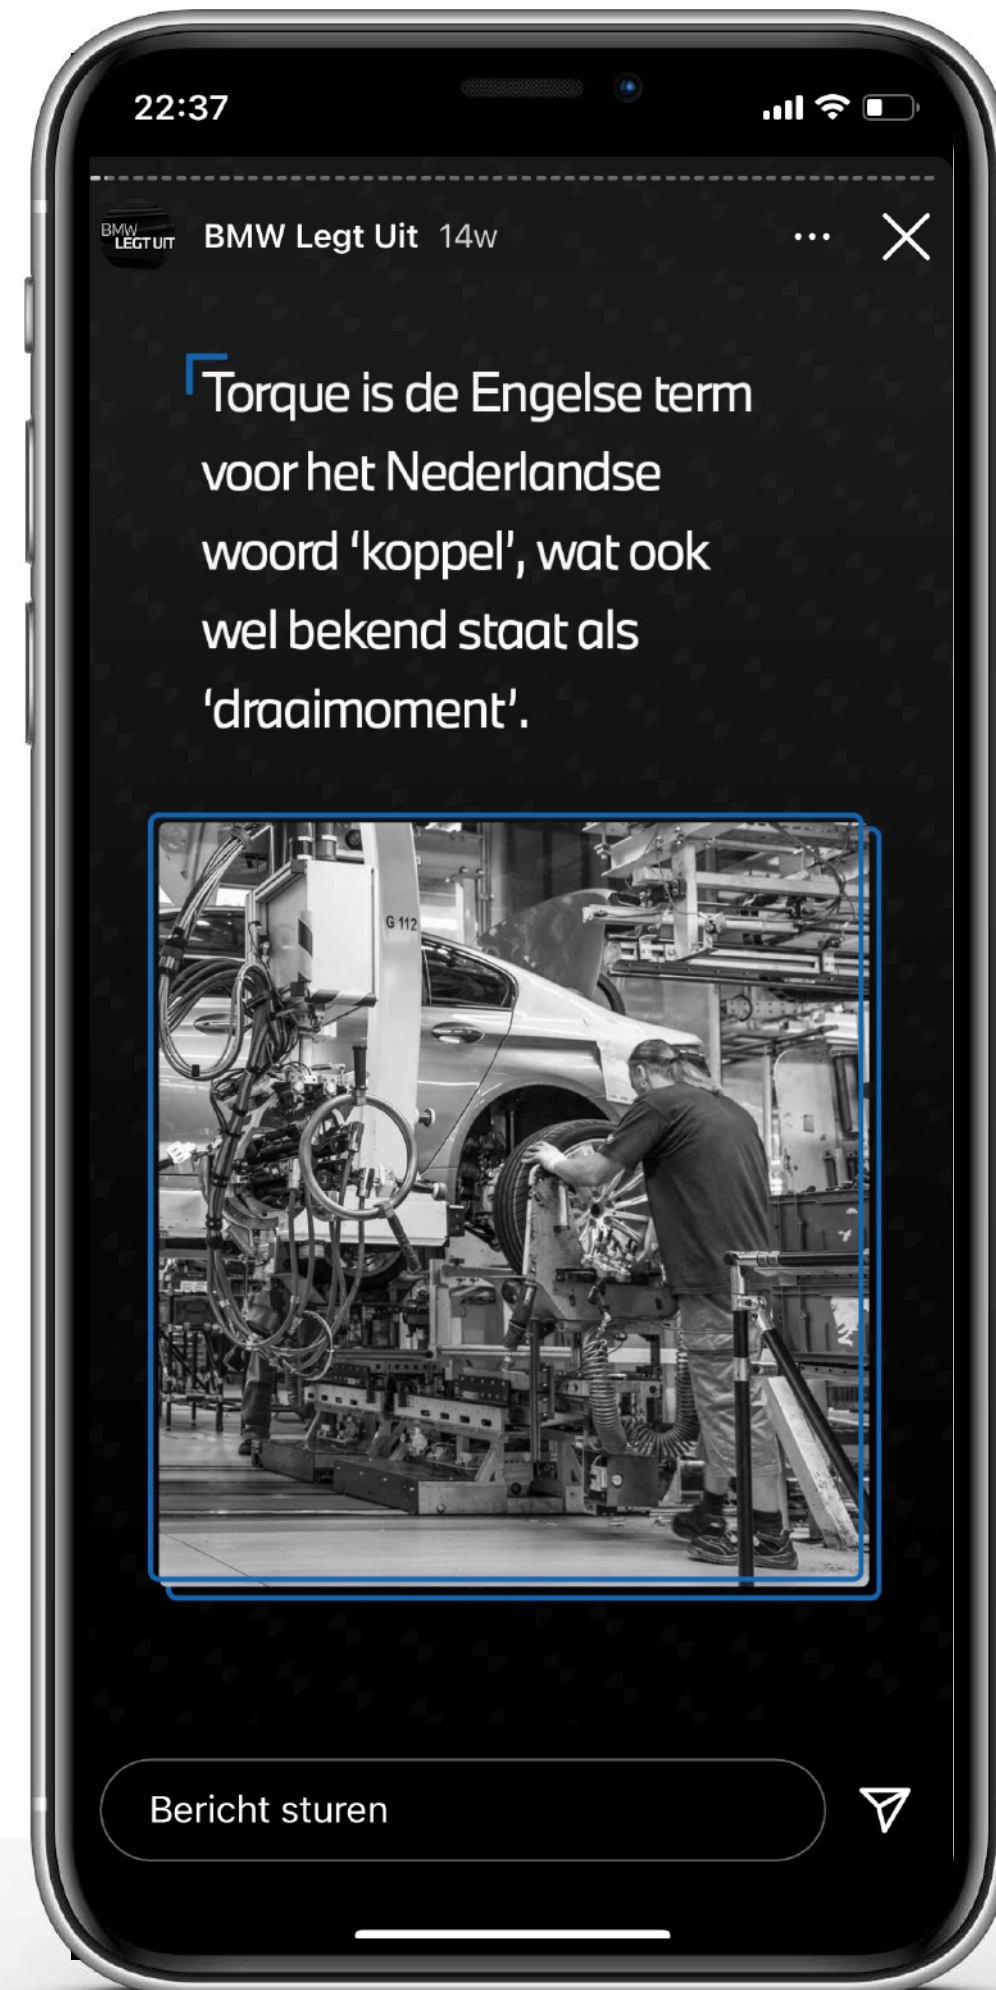 22:37
BMW
LEGT UIT
BMW Legt Uit 14w
Torque is de Engelse term
voor het Nederlandse
woord ‘koppel’, wat ook
wel bekend staat als
‘draaimoment’.
G 112
Bericht sturen